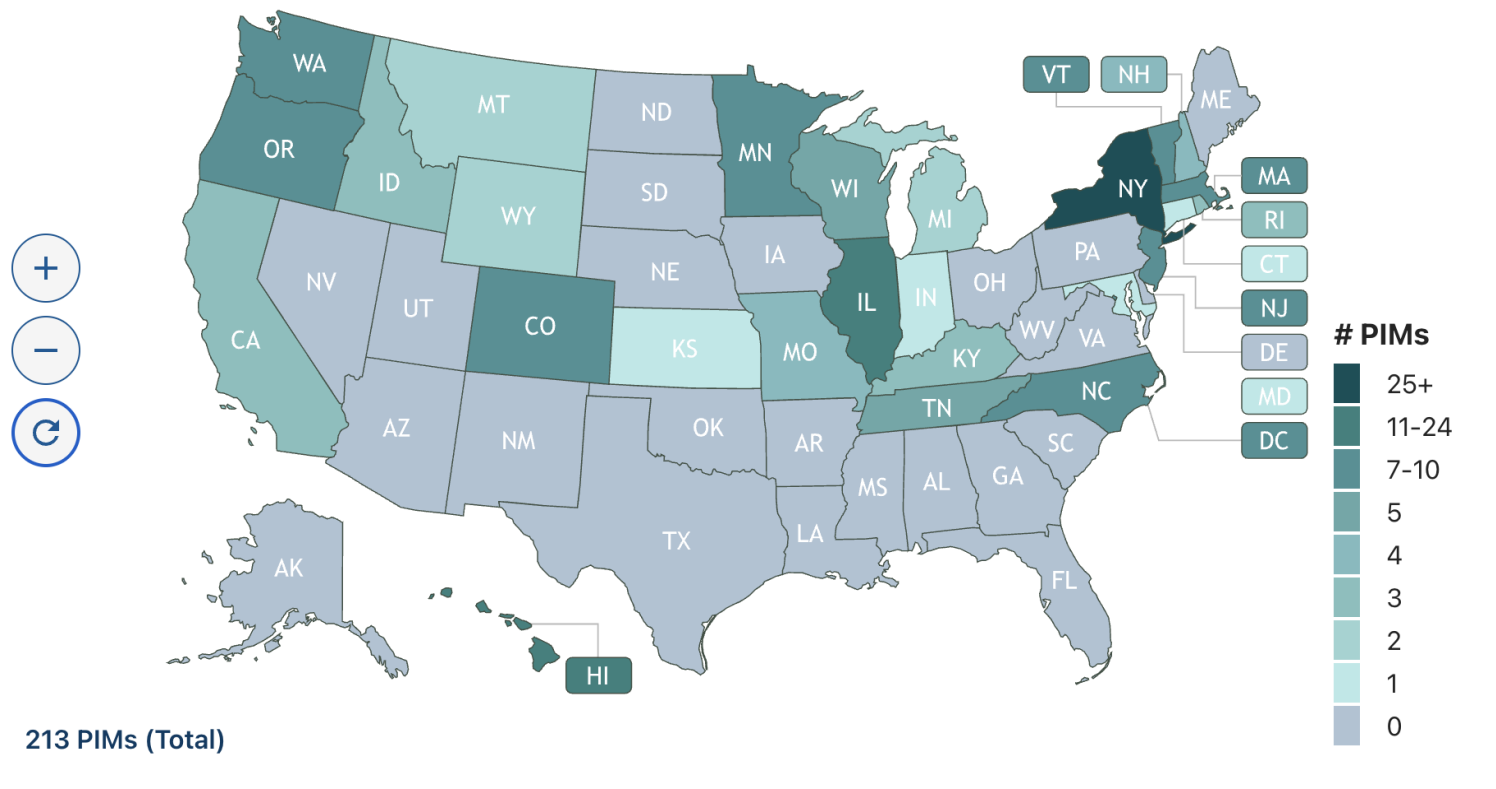 WA
VT
NH
ME
MT
ND
OR
MN
MA
ID
WI
NY
SD
WY
MI
RI
IA
PA
CT
NE
NV
OH
UT
IL
IN
NJ
CO
CA
WV
VA
DE
KS
MO
KY
MD
NC
TN
DC
AZ
NM
OK
AR
SC
MS
AL
GA
TX
LA
AK
FL
HI
+
−
# PIMs
25+
11-24
7-10
5
4
3
2
1
0
213 PIMs (Total)